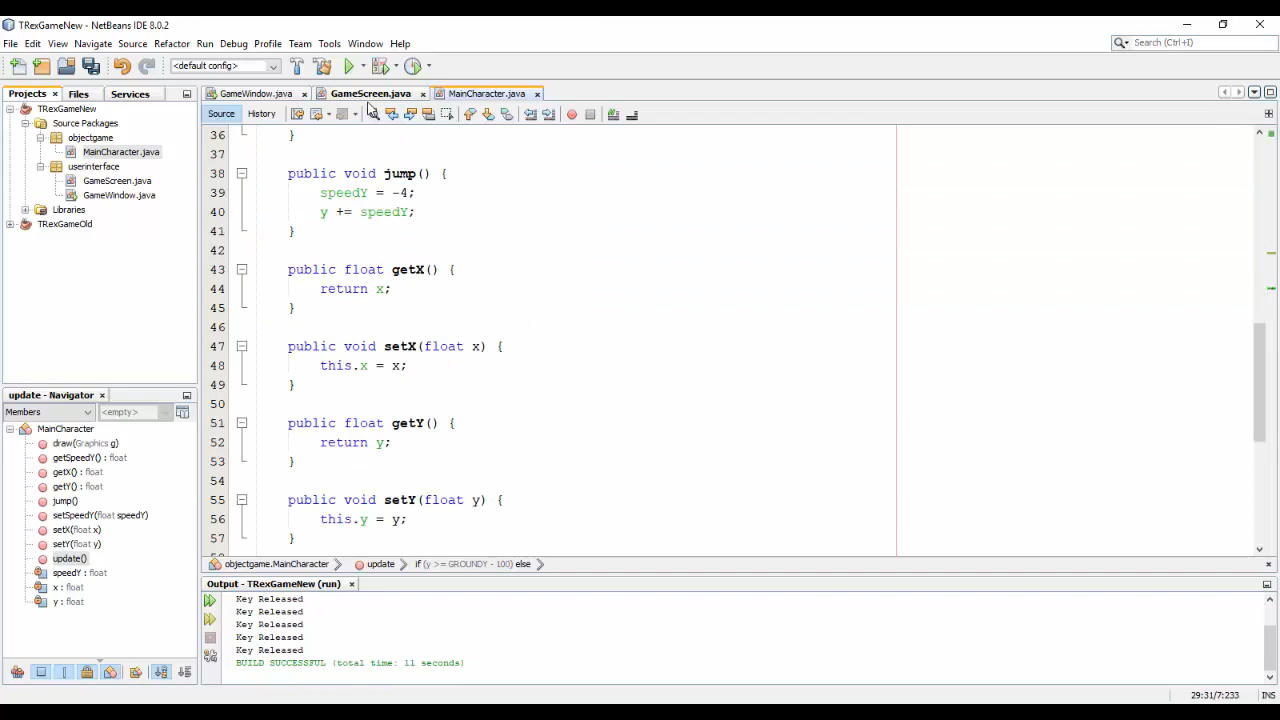 TRexGameNew - NetBeans IDE 8.0.2
File Edit View Navigate Source Refactor Run Debug Profile Team Tools Window Help
Search (Ctrl+I)
<default config>
Projects Files Services
GameWindow.java GameScreen.java MainCharacter.java
Source History
TRexGameNew
Source Packages
objectgame
MainCharacter.java
userinterface
GameScreen.java
GameWindow.java
Libraries
TRexGameOld
36 }
37
38 public void jump() {
39 speedY = -4;
40 y += speedY;
41 }
42
43 public float getX() {
44 return x;
45 }
46
47 public void setX(float x) {
48 this.x = x;
49 }
50
51 public float getY() {
52 return y;
53 }
54
55 public void setY(float y) {
56 this.y = y;
57 }
update - Navigator
Members <empty>
MainCharacter
draw(Graphics g)
getSpeedY() : float
getX() : float
getY() : float
jump()
setSpeedY(float speedY)
setX(float x)
setY(float y)
update()
speedY : float
x : float
y : float
objectgame.MainCharacter update if (y >= GROUNDY - 100) else
Output - TRexGameNew (run)
Key Released
Key Released
Key Released
Key Released
Key Released
BUILD SUCCESSFUL (total time: 11 seconds)
29:31/7:233 INS